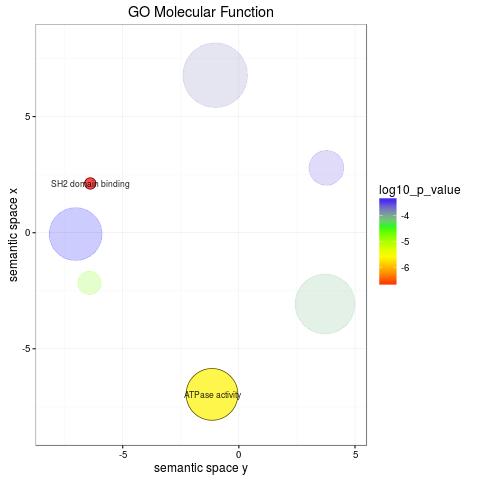 GO Molecular Function
5
0
-5
semantic space x
SH2 domain binding
ATPase activity
-5
0
5
semantic space y
log10_p_value
-4
-5
-6